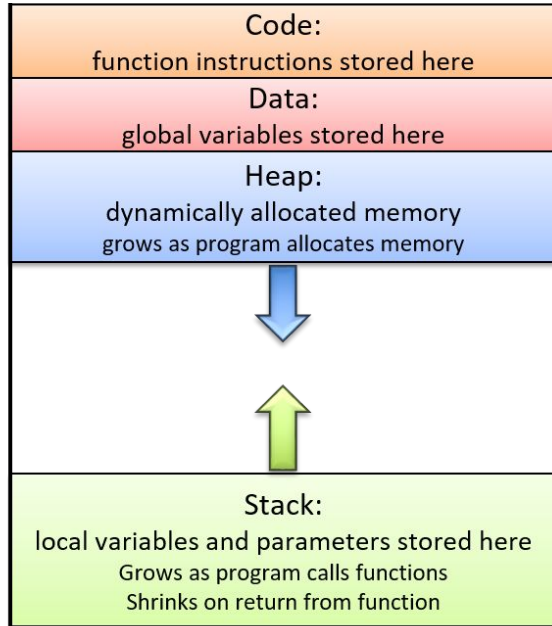 Code:
function instructions stored here
Data:
global variables stored here
Heap:
dynamically allocated memory
grows as program allocates memory
Stack:
local variables and parameters stored here
Grows as program calls functions
Shrinks on return from function